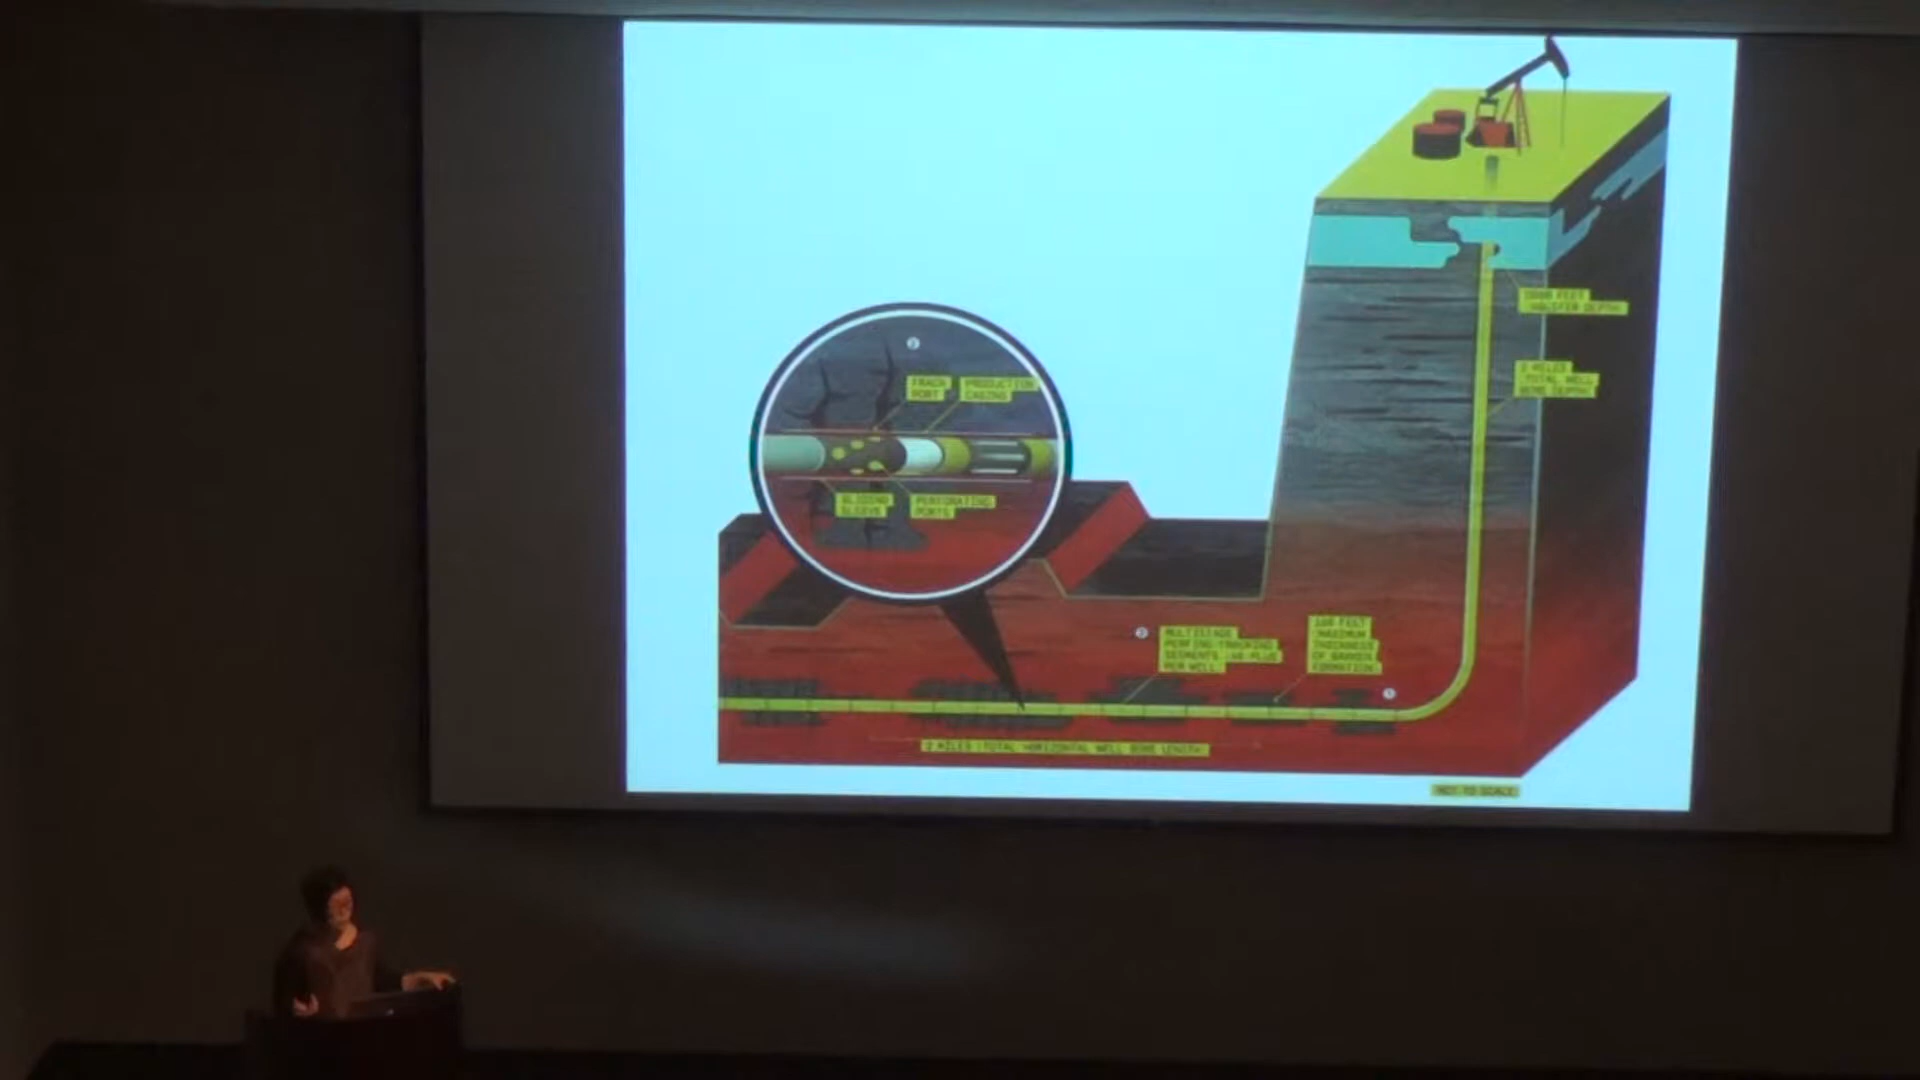 FRACK
PORT
PRODUCTION
CASING
SLIDING
SLEEVE
PERFORATING
PORTS
FEET
DEPTH
2 MILES
TOTAL WELL
BORE DEPTH
MULTISTAGE
PER WELL
FEET
MAXIMUM
THICKNESS
FORMATION
2 MILES TOTAL HORIZONTAL WELL BORE LENGTH
NOT TO SCALE